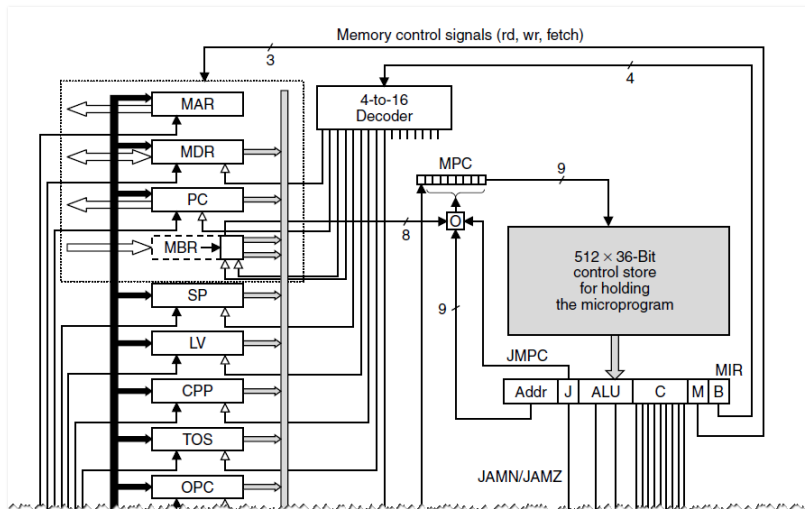 Memory control signals (rd, wr, fetch)
3
4
MAR
4-to-16
Decoder
MDR
MPC
9
PC
8
O
MBR
512 × 36-Bit
control store
for holding
the microprogram
SP
9
LV
JMPC
MIR
Addr J ALU C M B
CPP
TOS
JAMN/JAMZ
OPC